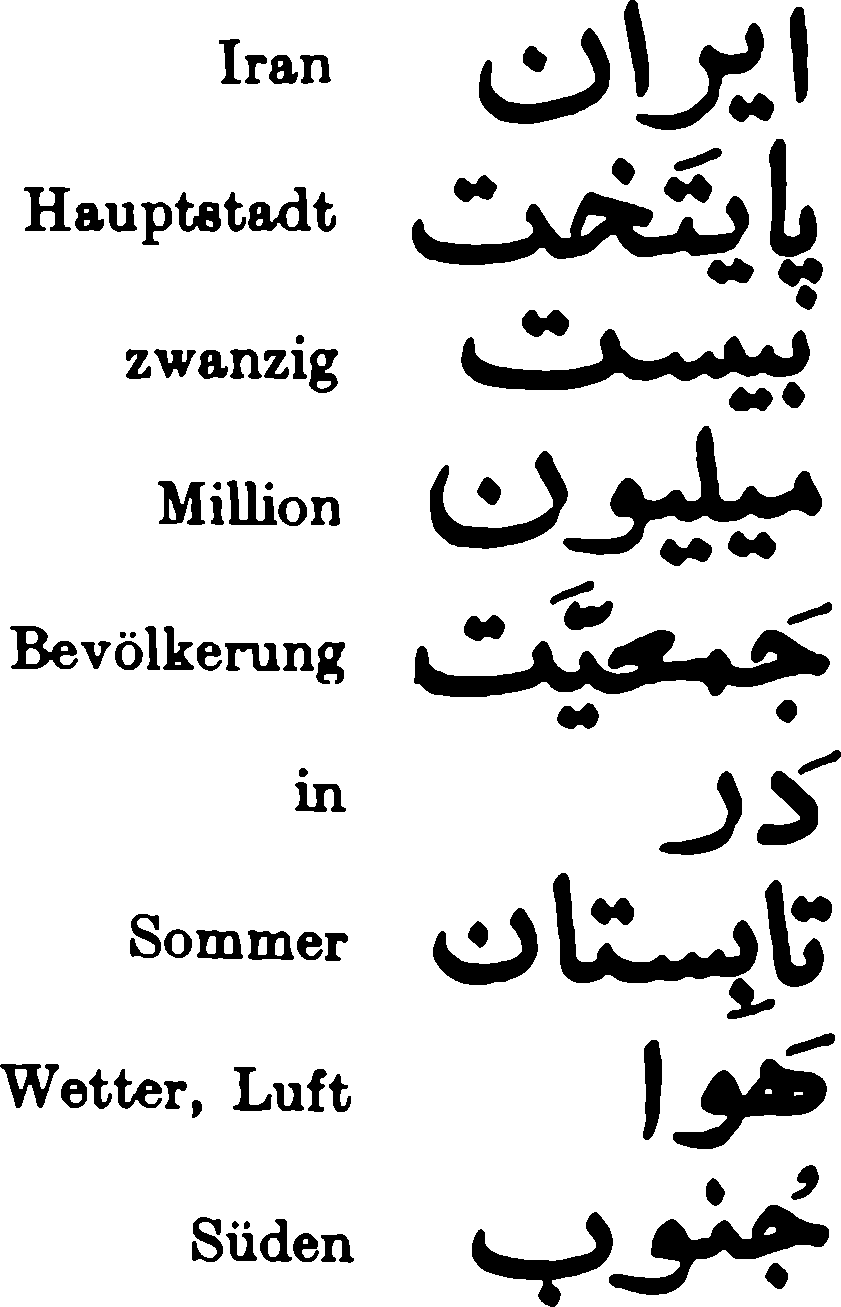 Iran ایران
Hauptstadt پایتَخت
zwanzig بیست
Million میلیون
Bevölkerung جَمعیَّت
in دَر
Sommer تابِستان
Wetter, Luft هَوا
Süden جُنوب